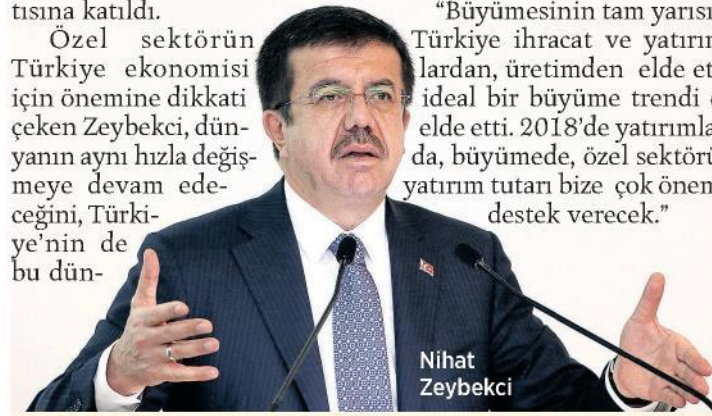 tısına katıldı.
Özel sektörün
Türkiye ekonomisi
için önemine dikkati
çeken Zeybekci, dün-
yanın aynı hızla değiş-
meye devam ede-
ceğini, Türki-
ye’nin de
bu dün-
“Büyümesinin tam yarısı
Türkiye ihracat ve yatırım
lardan, üretimden elde et
ideal bir büyüme trendi
elde etti. 2018’de yatırımla
da, büyümede, özel sektörü
yatırım tutarı bize çok önem
destek verecek.”
Nihat
Zeybekci